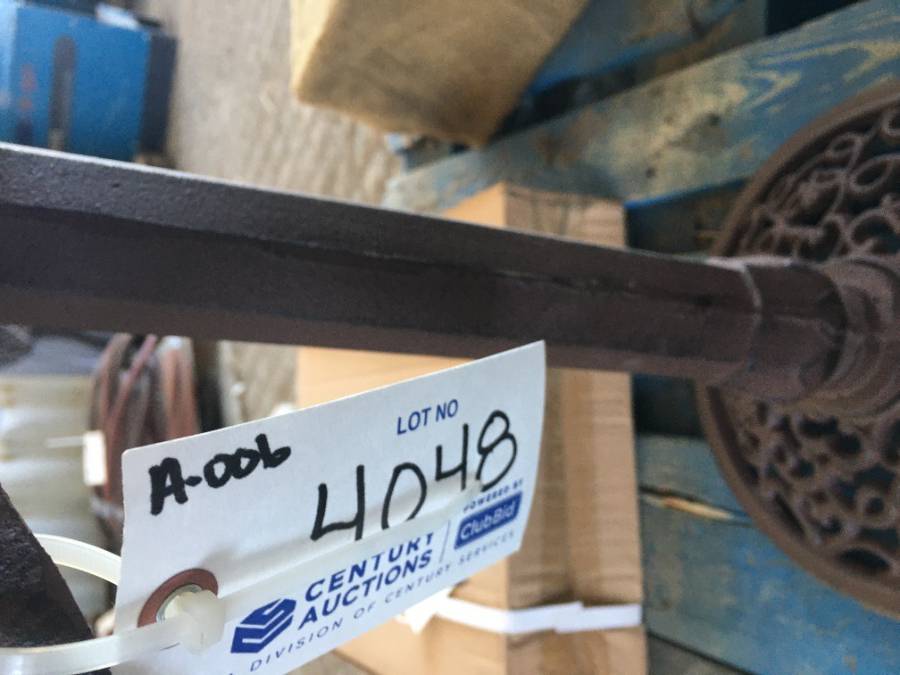 LOT NO
A-006
4048
POWERED BY
ClubBid
CENTURY
AUCTIONS
DIVISION OF CENTURY SERVICES